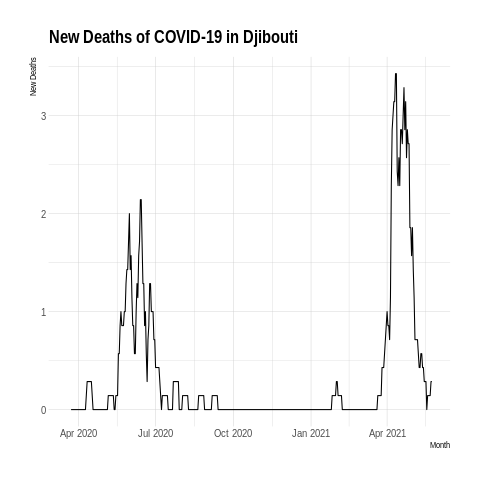 New Deaths of COVID-19 in Djibouti
New Deaths
3
2
1
0
Apr 2020 Jul 2020 Oct 2020 Jan 2021 Apr 2021
Month